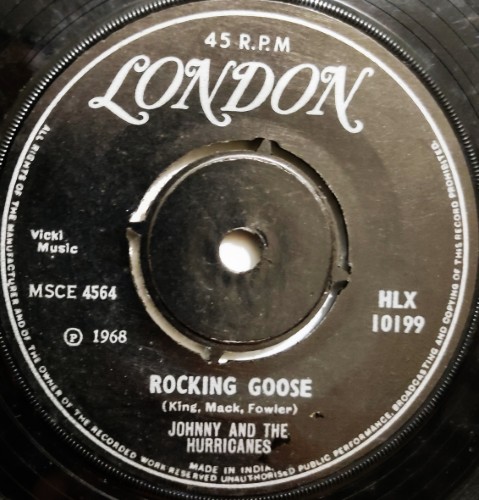 45 R.P.M
LONDON
Vicki
Music
MSCE 4564
HLX
10199
Ⓟ 1968
ROCKING GOOSE
(King, Mack, Fowler)
JOHNNY AND THE
HURRICANES
MADE IN INDIA.
ALL RIGHTS OF THE MANUFACTURER AND OF THE OWNER OF THE RECORDED WORK RESERVED UNAUTHORISED PUBLIC PERFORMANCE, BROADCASTING AND COPYING OF THIS RECORD PROHIBITED.